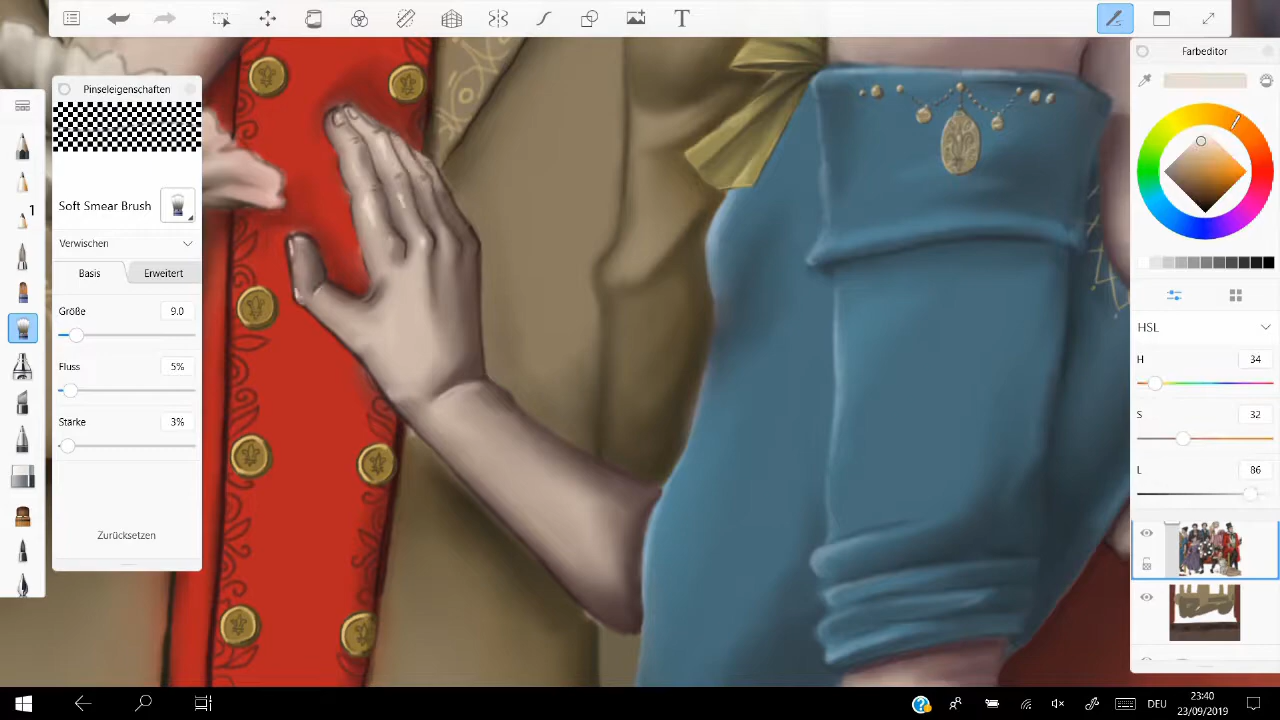 T
Pinseleigenschaften
Farbeditor
1
Soft Smear Brush
Verwischen
Basis
Erweitert
Größe
9.0
Fluss
5%
Stärke
3%
Zurücksetzen
HSL
H
34
S
32
L
86
DEU
23:40
23/09/2019